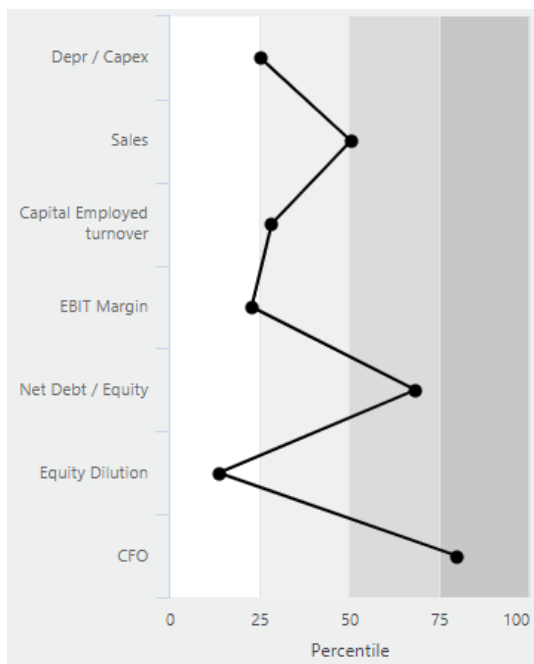 Depr / Capex
Sales
Capital Employed
turnover
EBIT Margin
Net Debt / Equity
Equity Dilution
CFO
0 25 50 75 100
Percentile